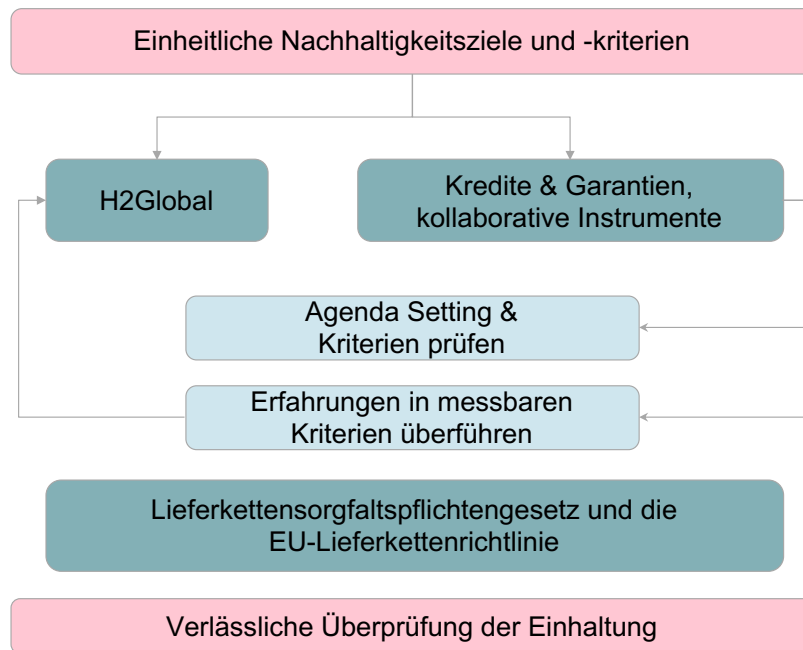 Einheitliche Nachhaltigkeitsziele und -kriterien
H2Global
Kredite & Garantien,
kollaborative Instrumente
Agenda Setting &
Kriterien prüfen
Erfahrungen in messbaren
Kriterien überführen
Lieferkettensorgfaltspflichtengesetz und die
EU-Lieferkettenrichtlinie
Verlässliche Überprüfung der Einhaltung